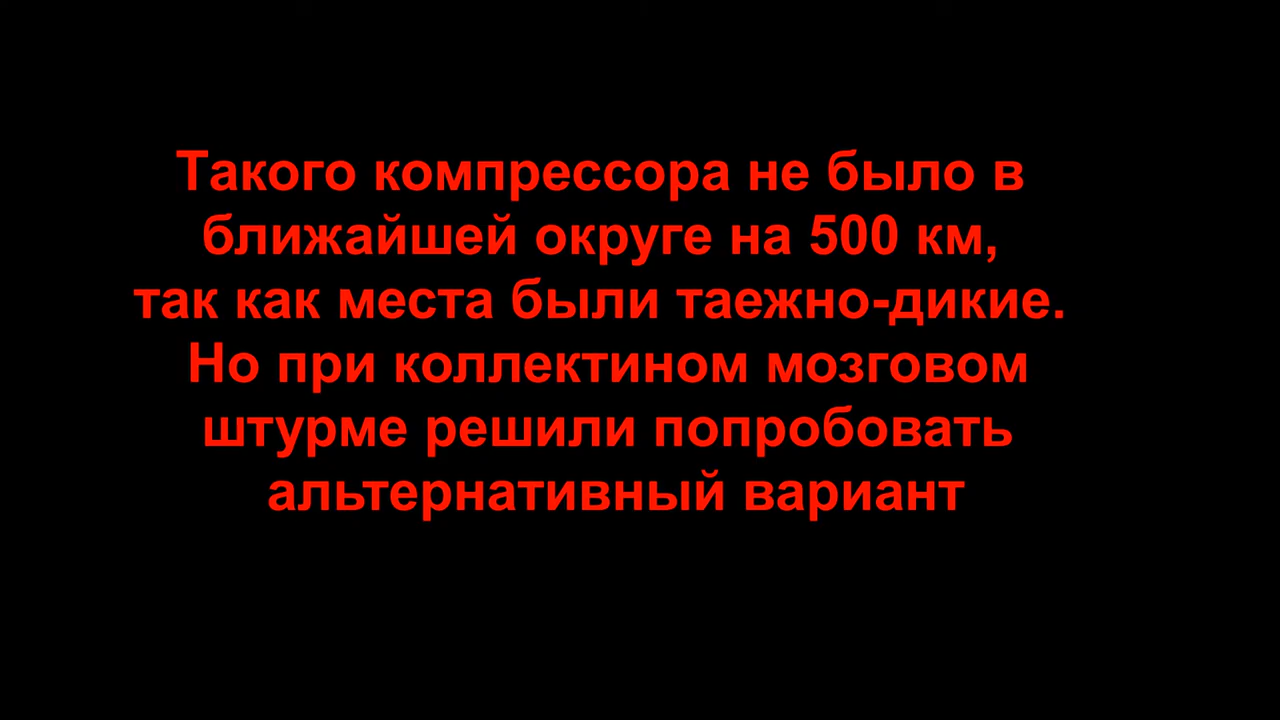 Такого компрессора не было в
ближайшей округе на 500 км,
так как места были таежно-дикие.
Но при коллектином мозговом
штурме решили попробовать
альтернативный вариант